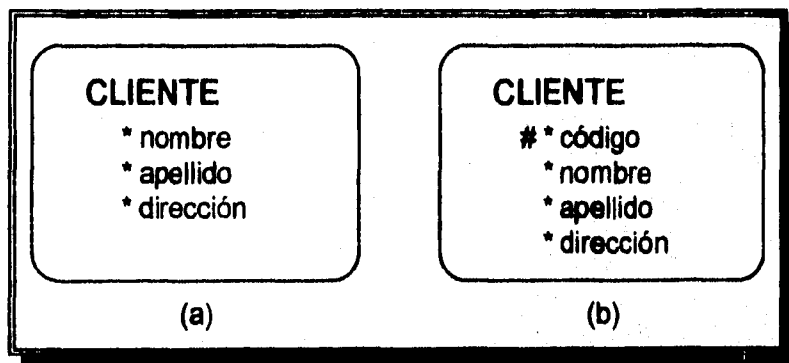 CLIENTE
* nombre
* apellido
* dirección
(a)
CLIENTE
# * código
* nombre
* apellido
* dirección
(b)